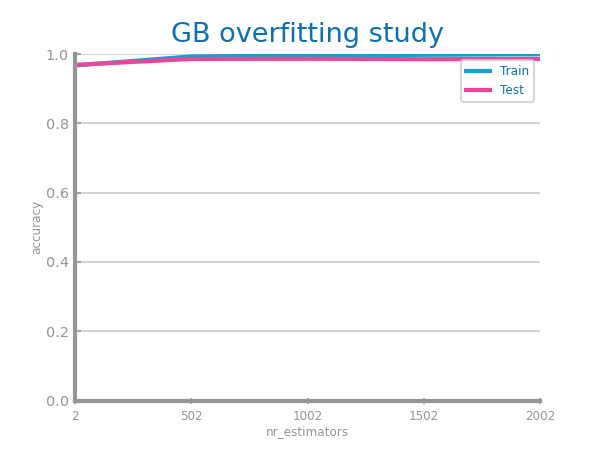 GB overfitting study
1.0
0.8
0.6
0.4
0.2
0.0
accuracy
Train
Test
2 502 1002 1502 2002
nr_estimators